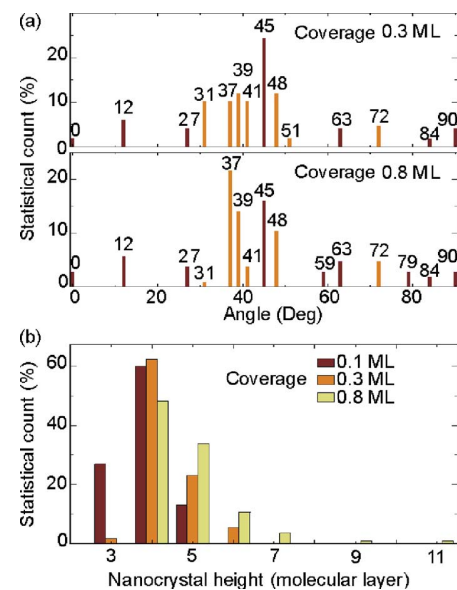 (a)
Statistical count (%)
20
10
0
Coverage 0.3 ML
0 12 27 31 37 39 41 45 48 51 63 72 84 90
20
10
0
Coverage 0.8 ML
0 12 27 31 37 39 41 45 48 59 63 72 79 84 90
0 20 40 60 80
Angle (Deg)
(b)
Statistical count (%)
60
40
20
0
Coverage
0.1 ML
0.3 ML
0.8 ML
3 5 7 9 11
Nanocrystal height (molecular layer)